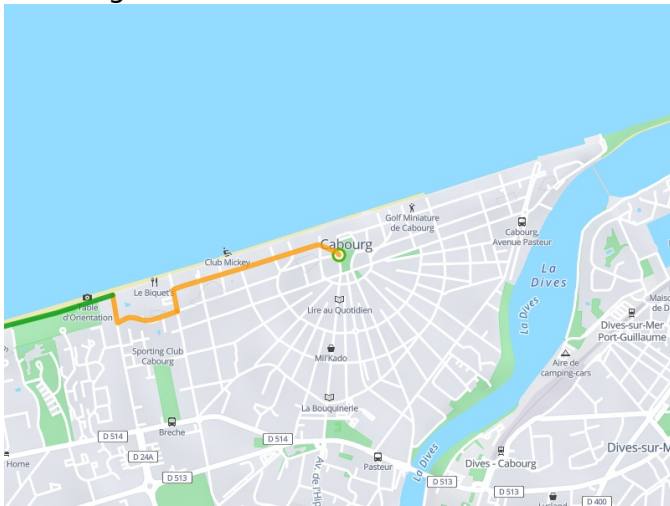 Cabourg
Golf Miniature
de Cabourg
Cabourg,
Avenue Pasteur
Club Mickey
La
Dives
Le Biquet's
Table
d'Orientation
Lire au Quotidien
La Dives
Dives-sur-Mer
Port-Guillaume
Sporting Club
Cabourg
Mil'Kado
Aire de
camping-cars
La Bouquinerie
Breche
D 514
D 514
Home
D 24A
Pasteur
La Dives
Dives - Cabourg
D 513
D 513
D 513
D 400